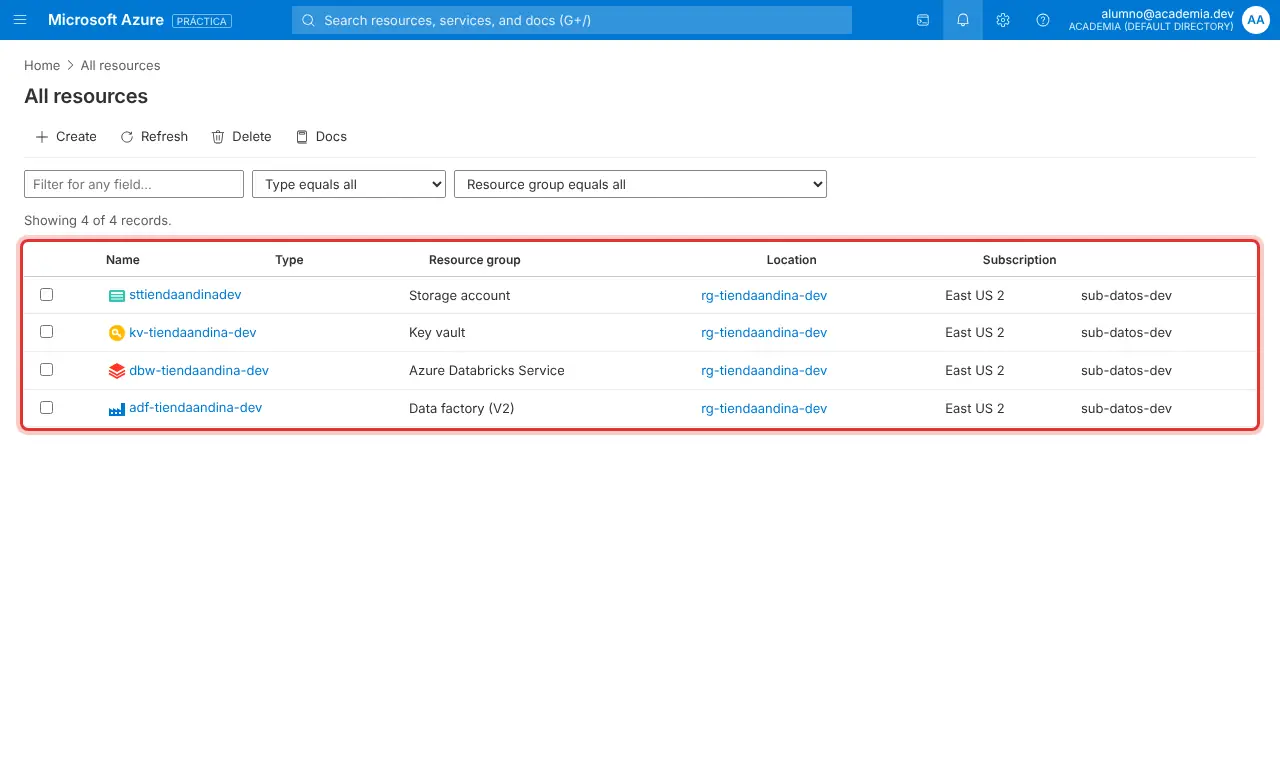 Microsoft Azure PRÁCTICA Search resources, services, and docs (G+/) alumno@academia.dev
ACADEMIA (DEFAULT DIRECTORY) AA
Home > All resources
All resources
Create Refresh Delete Docs
Filter for any field... Type equals all Resource group equals all
Showing 4 of 4 records.
Name Type Resource group Location Subscription
sttiendaandinadev Storage account rg-tiendaandina-dev East US 2 sub-datos-dev
kv-tiendaandina-dev Key vault rg-tiendaandina-dev East US 2 sub-datos-dev
dbw-tiendaandina-dev Azure Databricks Service rg-tiendaandina-dev East US 2 sub-datos-dev
adf-tiendaandina-dev Data factory (V2) rg-tiendaandina-dev East US 2 sub-datos-dev